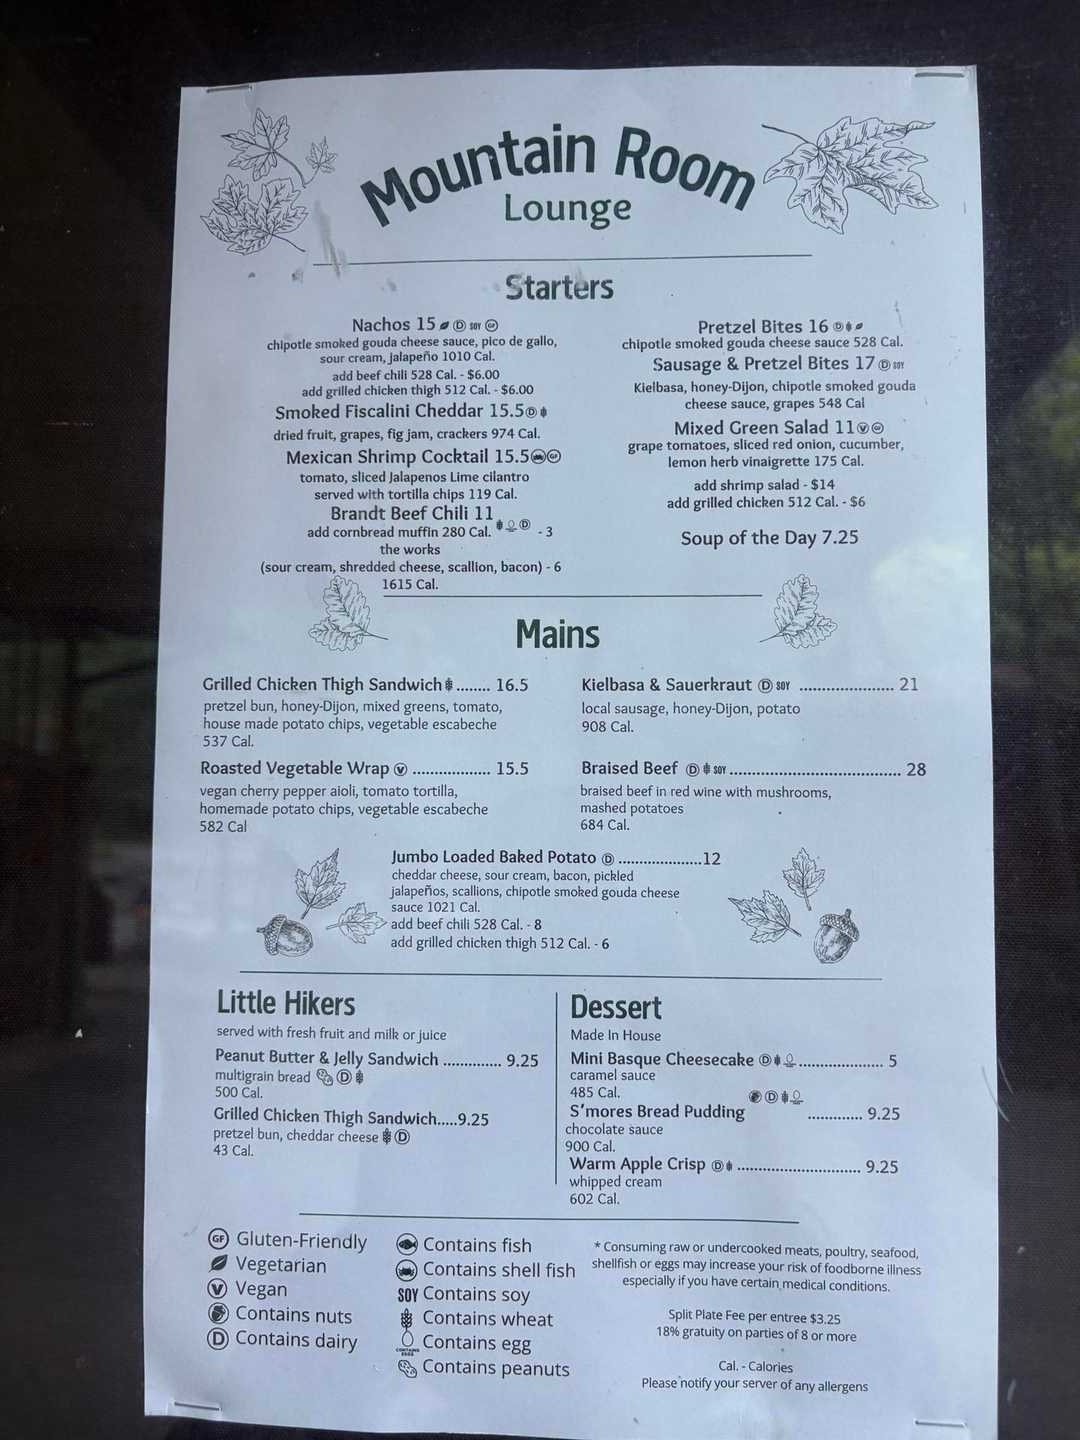 Mountain Room
Lounge
Starters
Nachos 15 D SOY GF
chipotle smoked gouda cheese sauce, pico de gallo,
sour cream, jalapeño 1010 Cal.
add beef chili 528 Cal. - $6.00
add grilled chicken thigh 512 Cal. - $6.00
Smoked Fiscalini Cheddar 15.5 D
dried fruit, grapes, fig jam, crackers 974 Cal.
Mexican Shrimp Cocktail 15.5 GF
tomato, sliced Jalapenos Lime cilantro
served with tortilla chips 119 Cal.
Brandt Beef Chili 11
add cornbread muffin 280 Cal. D - 3
the works
(sour cream, shredded cheese, scallion, bacon) - 6
1615 Cal.
Pretzel Bites 16 D
chipotle smoked gouda cheese sauce 528 Cal.
Sausage & Pretzel Bites 17 D SOY
Kielbasa, honey-Dijon, chipotle smoked gouda
cheese sauce, grapes 548 Cal
Mixed Green Salad 11 V GF
grape tomatoes, sliced red onion, cucumber,
lemon herb vinaigrette 175 Cal.
add shrimp salad - $14
add grilled chicken 512 Cal. - $6
Soup of the Day 7.25
Mains
Grilled Chicken Thigh Sandwich ........ 16.5
pretzel bun, honey-Dijon, mixed greens, tomato,
house made potato chips, vegetable escabeche
537 Cal.
Roasted Vegetable Wrap V .................. 15.5
vegan cherry pepper aioli, tomato tortilla,
homemade potato chips, vegetable escabeche
582 Cal
Kielbasa & Sauerkraut D SOY ...................... 21
local sausage, honey-Dijon, potato
908 Cal.
Braised Beef D SOY ........................................ 28
braised beef in red wine with mushrooms,
mashed potatoes
684 Cal.
Jumbo Loaded Baked Potato D ....................12
cheddar cheese, sour cream, bacon, pickled
jalapeños, scallions, chipotle smoked gouda cheese
sauce 1021 Cal.
add beef chili 528 Cal. - 8
add grilled chicken thigh 512 Cal. - 6
Little Hikers
served with fresh fruit and milk or juice
Peanut Butter & Jelly Sandwich .............. 9.25
multigrain bread D
500 Cal.
Grilled Chicken Thigh Sandwich.....9.25
pretzel bun, cheddar cheese D
43 Cal.
Dessert
Made In House
Mini Basque Cheesecake D .................... 5
caramel sauce
485 Cal.
D
S'mores Bread Pudding ............. 9.25
chocolate sauce
900 Cal.
Warm Apple Crisp D ............................. 9.25
whipped cream
602 Cal.
GF Gluten-Friendly
Vegetarian
V Vegan
Contains nuts
D Contains dairy
Contains fish
Contains shell fish
SOY Contains soy
Contains wheat
CONTAINS EGGS Contains egg
Contains peanuts
* Consuming raw or undercooked meats, poultry, seafood,
shellfish or eggs may increase your risk of foodborne illness
especially if you have certain medical conditions.
Split Plate Fee per entree $3.25
18% gratuity on parties of 8 or more
Cal. - Calories
Please notify your server of any allergens